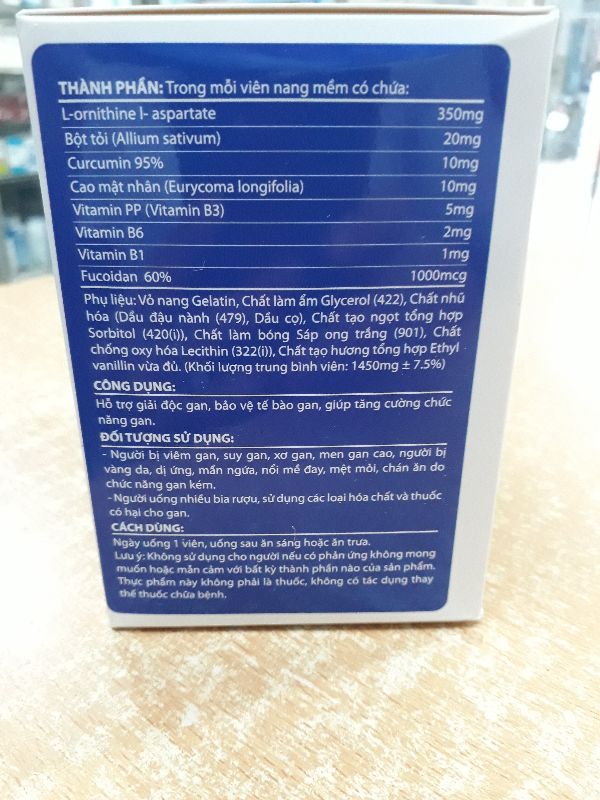 THÀNH PHẦN: Trong mỗi viên nang mềm có chứa:
L-ornithine l- aspartate 350mg
Bột tỏi (Allium sativum) 20mg
Curcumin 95% 10mg
Cao mật nhân (Eurycoma longifolia) 10mg
Vitamin PP (Vitamin B3) 5mg
Vitamin B6 2mg
Vitamin B1 1mg
Fucoidan 60% 1000mcg
Phụ liệu: Vỏ nang Gelatin, Chất làm ẩm Glycerol (422), Chất nhũ
hóa (Dầu đậu nành (479), Dầu cọ), Chất tạo ngọt tổng hợp
Sorbitol (420(i)), Chất làm bóng Sáp ong trắng (901), Chất
chống oxy hóa Lecithin (322(i)), Chất tạo hương tổng hợp Ethyl
vanillin vừa đủ. (Khối lượng trung bình viên: 1450mg ± 7.5%)
CÔNG DỤNG:
Hỗ trợ giải độc gan, bảo vệ tế bào gan, giúp tăng cường chức
năng gan.
ĐỐI TƯỢNG SỬ DỤNG:
- Người bị viêm gan, suy gan, xơ gan, men gan cao, người bị
vàng da, dị ứng, mẩn ngứa, nổi mề đay, mệt mỏi, chán ăn do
chức năng gan kém.
- Người uống nhiều bia rượu, sử dụng các loại hóa chất và thuốc
có hại cho gan.
CÁCH DÙNG:
Ngày uống 1 viên, uống sau ăn sáng hoặc ăn trưa.
Lưu ý: Không sử dụng cho người nếu có phản ứng không mong
muốn hoặc mẫn cảm với bất kỳ thành phần nào của sản phẩm.
Thực phẩm này không phải là thuốc, không có tác dụng thay
thế thuốc chữa bệnh.